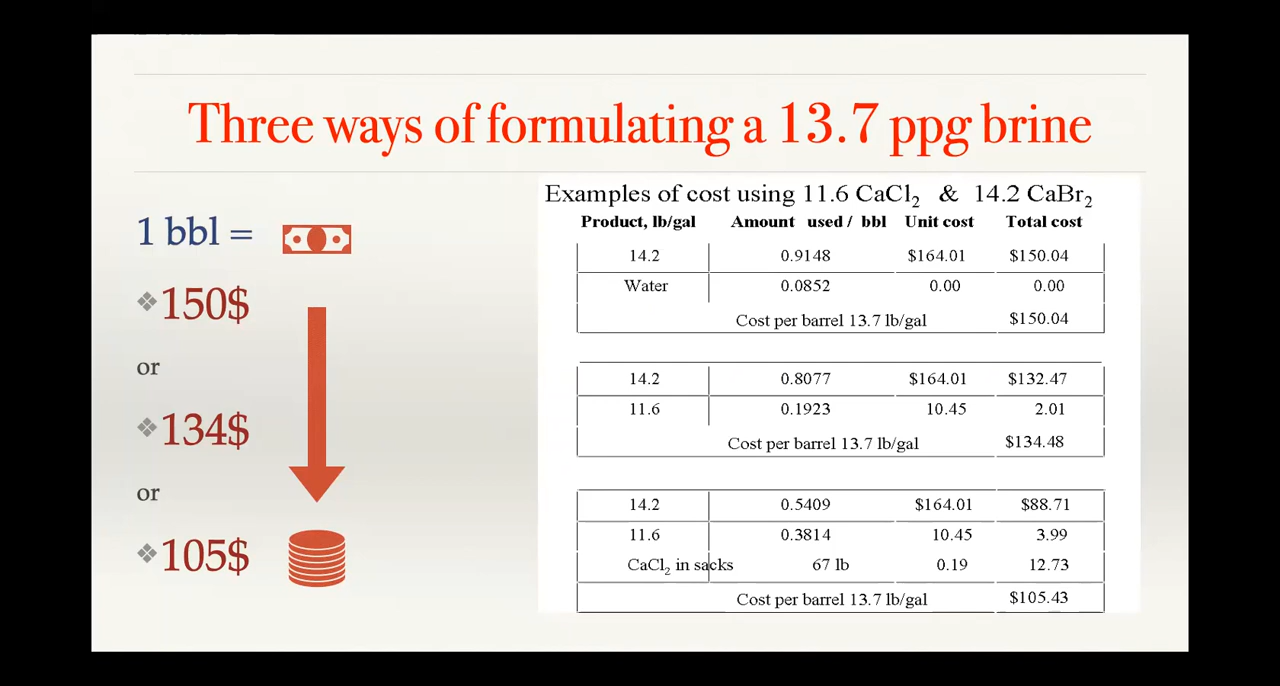 Three ways of formulating a 13.7 ppg brine
1 bbl =
❖150$
or
❖134$
or
❖105$
Examples of cost using 11.6 CaCl₂ & 14.2 CaBr₂
Product, lb/gal Amount used / bbl Unit cost Total cost
14.2 0.9148 $164.01 $150.04
Water 0.0852 0.00 0.00
Cost per barrel 13.7 lb/gal $150.04
14.2 0.8077 $164.01 $132.47
11.6 0.1923 10.45 2.01
Cost per barrel 13.7 lb/gal $134.48
14.2 0.5409 $164.01 $88.71
11.6 0.3814 10.45 3.99
CaCl₂ in sacks 67 lb 0.19 12.73
Cost per barrel 13.7 lb/gal $105.43